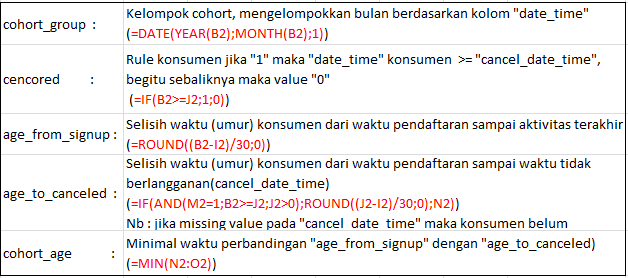 cohort_group : Kelompok cohort, mengelompokkan bulan berdasarkan kolom "date_time"
(=DATE(YEAR(B2);MONTH(B2);1))
cencored : Rule konsumen jika "1" maka "date_time" konsumen >= "cancel_date_time",
begitu sebaliknya maka value "0"
(=IF(B2>=J2;1;0))
age_from_signup : Selisih waktu (umur) konsumen dari waktu pendaftaran sampai aktivitas terakhir
(=ROUND((B2-I2)/30;0))
age_to_canceled : Selisih waktu (umur) konsumen dari waktu pendaftaran sampai waktu tidak
berlangganan(cancel_date_time)
(=IF(AND(M2=1;B2>=J2;J2>0);ROUND((J2-I2)/30;0);N2))
Nb : jika missing value pada "cancel_date_time" maka konsumen belum
cohort_age : Minimal waktu perbandingan "age_from_signup" dengan "age_to_canceled)
(=MIN(N2:O2))